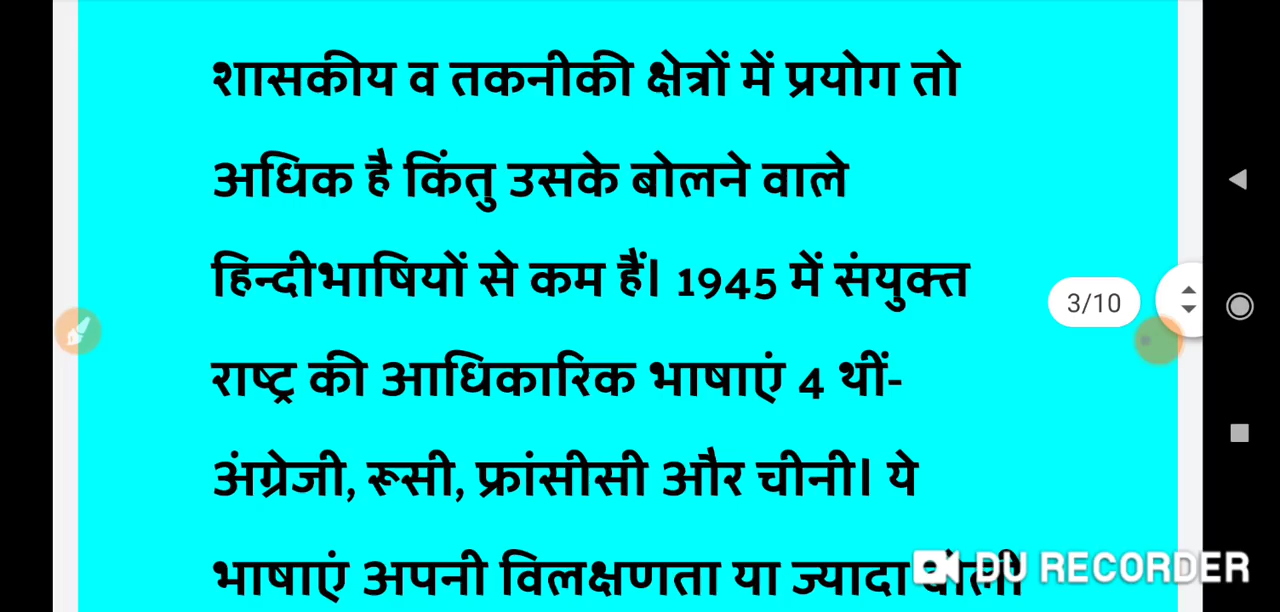 शासकीय व तकनीकी क्षेत्रों में प्रयोग तो
अधिक है किंतु उसके बोलने वाले
हिन्दीभाषियों से कम हैं। 1945 में संयुक्त
3/10
राष्ट्र की आधिकारिक भाषाएं 4 थीं-
अंग्रेजी, रूसी, फ्रांसीसी और चीनी। ये
भाषाएं अपनी विलक्षणता या ज्यादा
DU RECORDER